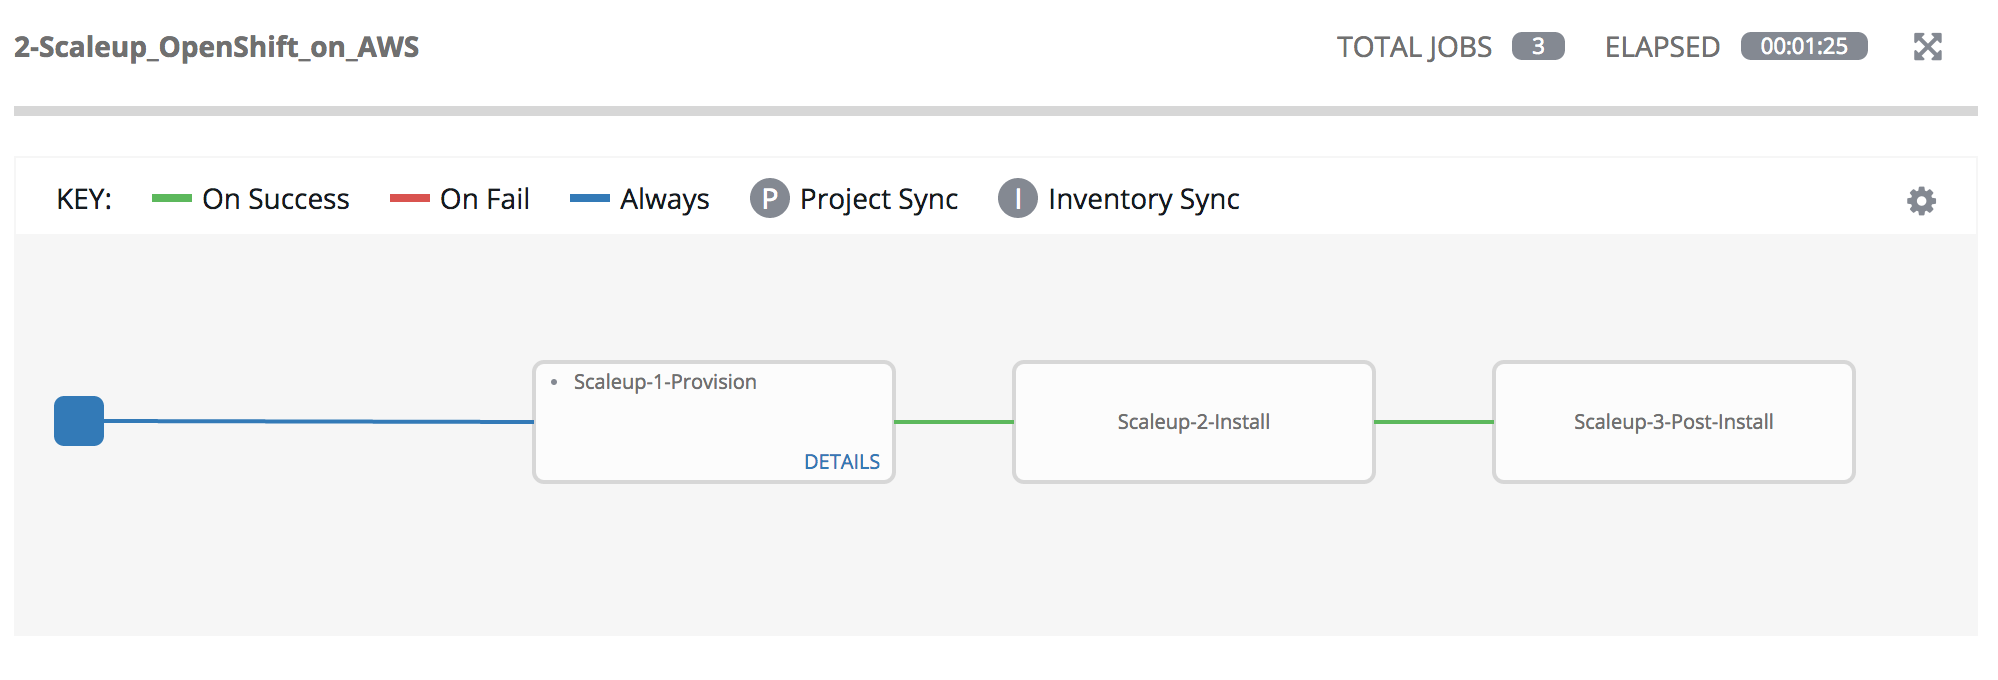 2-Scaleup_OpenShift_on_AWS TOTAL JOBS 3 ELAPSED 00:01:25
KEY: On Success On Fail Always P Project Sync I Inventory Sync
• Scaleup-1-Provision
DETAILS
Scaleup-2-Install
Scaleup-3-Post-Install